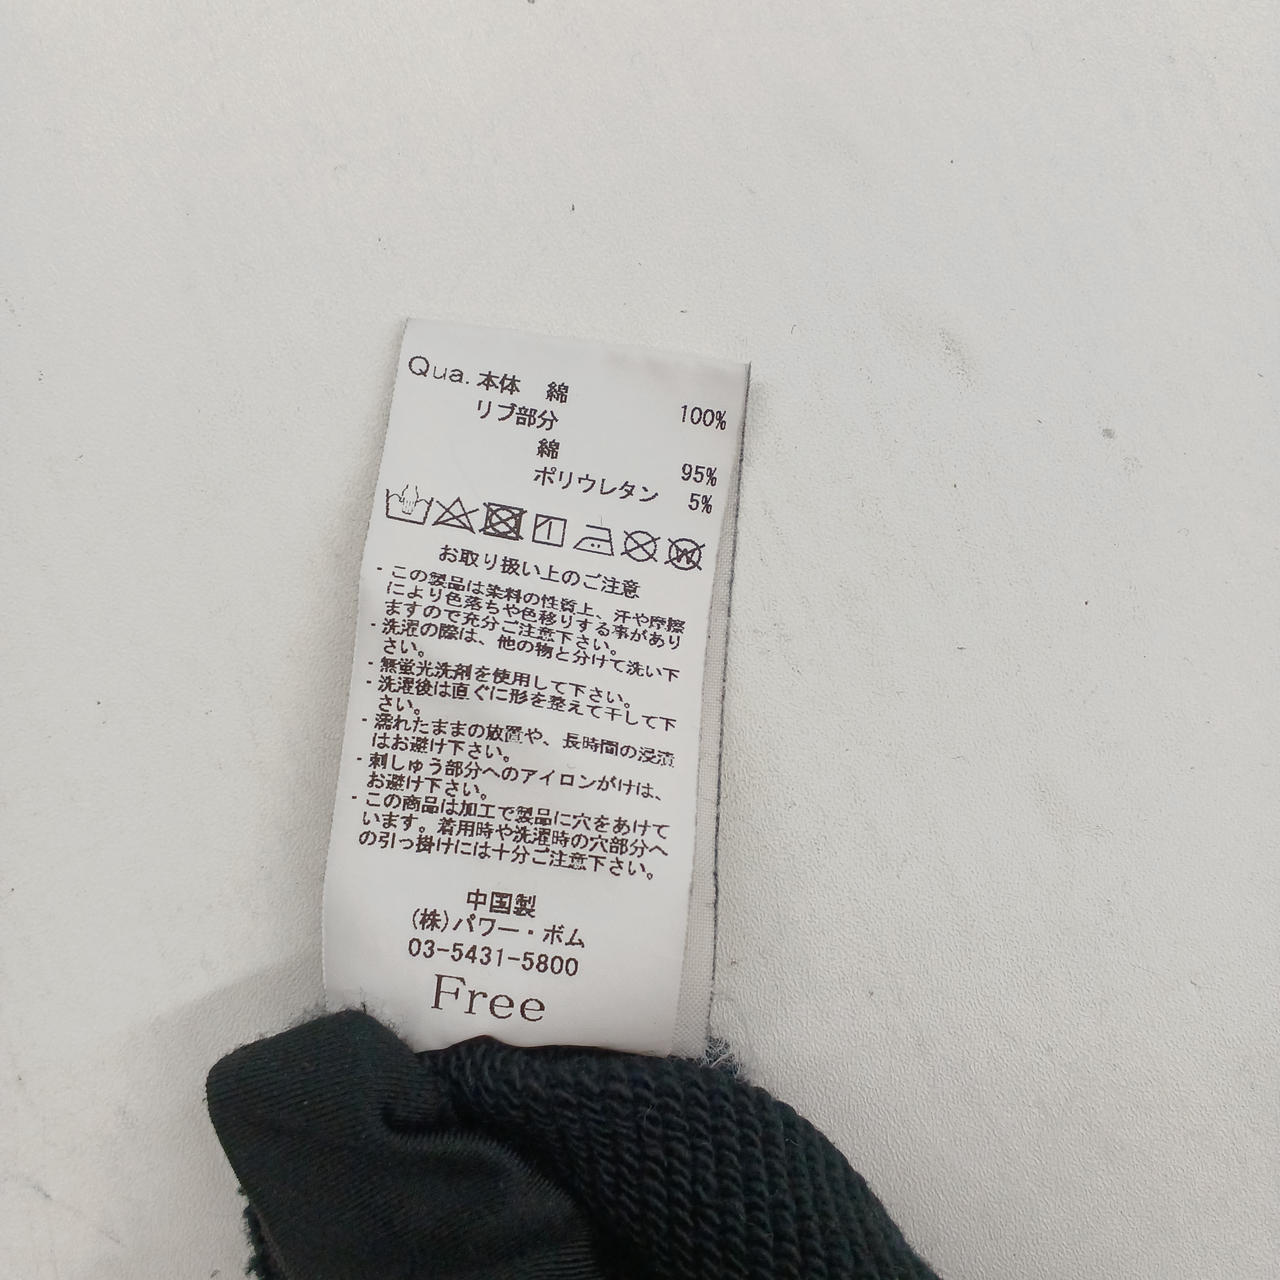 Qua. 本体 綿 100%
リブ部分
綿 95%
ポリウレタン 5%
お取り扱い上のご注意
- この製品は染料の性質上、汗や摩擦
により色落ちや色移りする事があり
ますので充分ご注意下さい。
- 洗濯の際は、他の物と分けて洗い下
さい。
- 無蛍光洗剤を使用して下さい。
- 洗濯後は直ぐに形を整えて干して下
さい。
- 濡れたままの放置や、長時間の浸漬
はお避け下さい。
- 刺しゅう部分へのアイロンがけは、
お避け下さい。
- この商品は加工で製品に穴をあけて
います。着用時や洗濯時の穴部分へ
の引っ掛けには十分ご注意下さい。
中国製
(株)パワー・ボム
03-5431-5800
Free